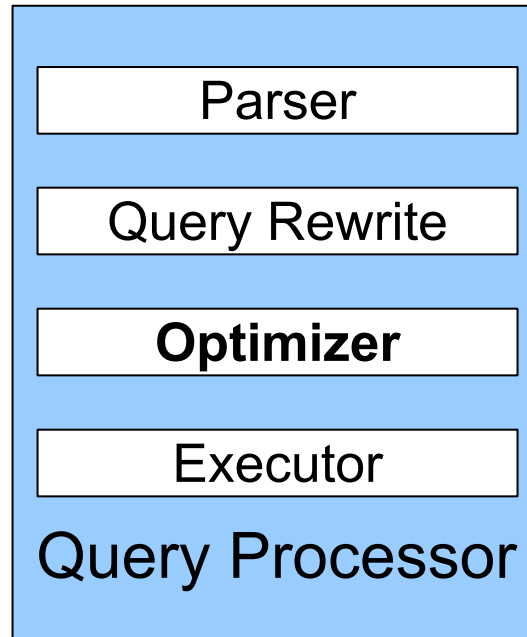 Parser
Query Rewrite
Optimizer
Executor
Query Processor